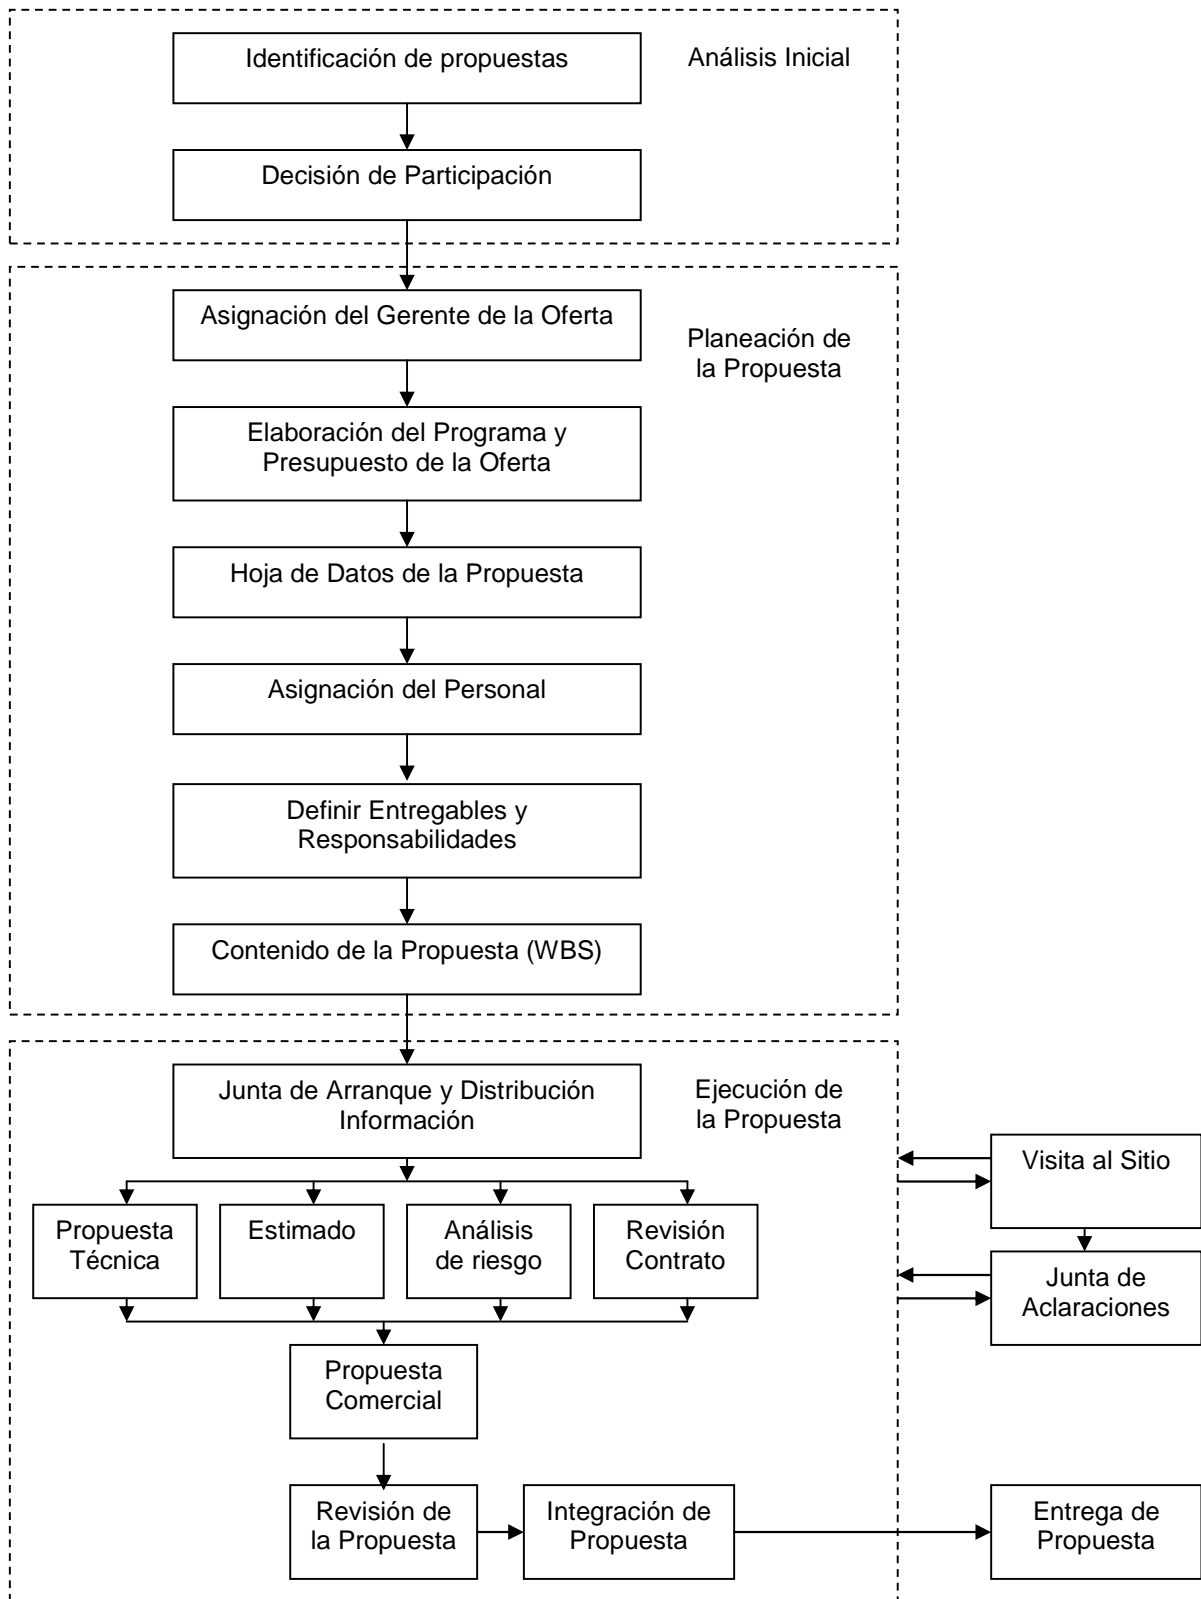 Identificación de propuestas
Análisis Inicial
Decisión de Participación
Asignación del Gerente de la Oferta
Planeación de
la Propuesta
Elaboración del Programa y
Presupuesto de la Oferta
Hoja de Datos de la Propuesta
Asignación del Personal
Definir Entregables y
Responsabilidades
Contenido de la Propuesta (WBS)
Junta de Arranque y Distribución
Información
Ejecución de
la Propuesta
Visita al Sitio
Propuesta
Técnica
Estimado
Análisis
de riesgo
Revisión
Contrato
Junta de
Aclaraciones
Propuesta
Comercial
Revisión de
la Propuesta
Integración de
Propuesta
Entrega de
Propuesta